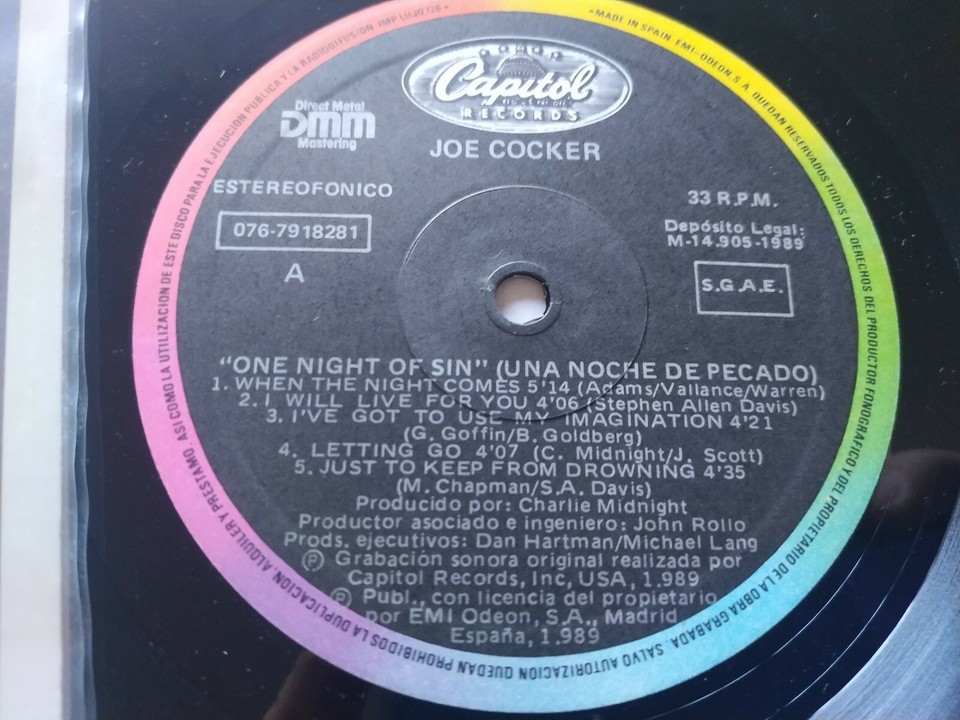 Capitol
RECORDS
Direct Metal
DMM
Mastering
JOE COCKER
ESTEREOFONICO
33 R.P.M.
076-7918281
Depósito Legal:
M-14.905-1989
A
S.G.A.E.
"ONE NIGHT OF SIN" (UNA NOCHE DE PECADO)
1. WHEN THE NIGHT COMES 5'14 (Adams/Vallance/Warren)
2. I WILL LIVE FOR YOU 4'06 (Stephen Allen Davis)
3. I'VE GOT TO USE MY IMAGINATION 4'21
(G. Goffin/B. Goldberg)
4. LETTING GO 4'07 (C. Midnight/J. Scott)
5. JUST TO KEEP FROM DROWNING 4'35
(M. Chapman/S.A. Davis)
Producido por: Charlie Midnight
Productor asociado e ingeniero: John Rollo
Prods. ejecutivos: Dan Hartman/Michael Lang
Ⓟ Grabación sonora original realizada por
Capitol Records, Inc, USA, 1.989
Ⓟ Publ., con licencia del propietario
por EMI Odeon, S.A., Madrid
España, 1.989
MADE IN SPAIN. EMI-ODEON S.A. QUEDAN RESERVADOS TODOS LOS DERECHOS DEL PRODUCTOR FONOGRAFICO Y DEL PROPIETARIO DE LA OBRA GRABADA. SALVO AUTORIZACION QUEDAN PROHIBIDOS LA DUPLICACION, ALQUILER Y PRESTAMO, ASI COMO LA UTILIZACION DE ESTE DISCO PARA LA EJECUCION PUBLICA Y LA RADIODIFUSION. IMP LUJO,128